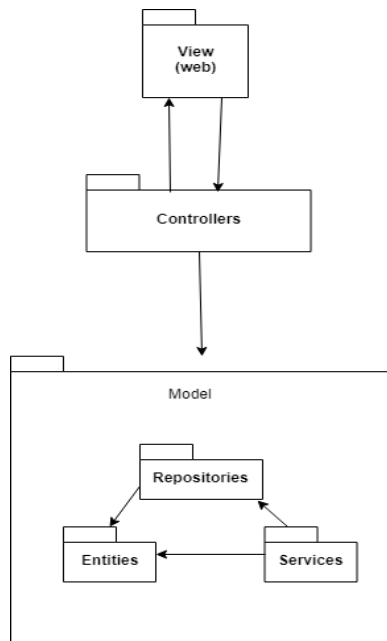 View
(web)
Controllers
Model
Repositories
Entities
Services